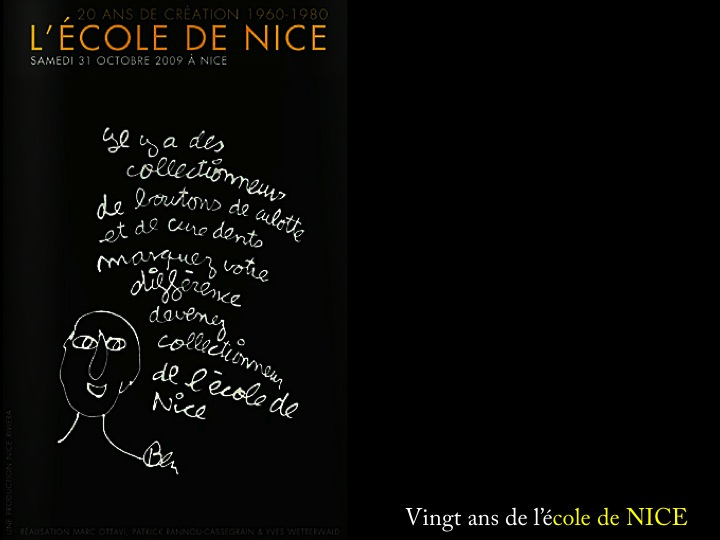 20 ANS DE CRÉATION 1960-1980
L'ÉCOLE DE NICE
SAMEDI 31 OCTOBRE 2009 À NICE
il y a des
collectionneurs
de boutons de culotte
et de cure dents
marquez votre
différence
devenez
collectionneur
de l'école de
Nice
Ben
UNE PRODUCTION NICE RIVIERA
RÉALISATION MARC OTTAVI, PATRICK RANNOU-CASSEGRAIN & YVES WETTERWALD
Vingt ans de l'école de NICE